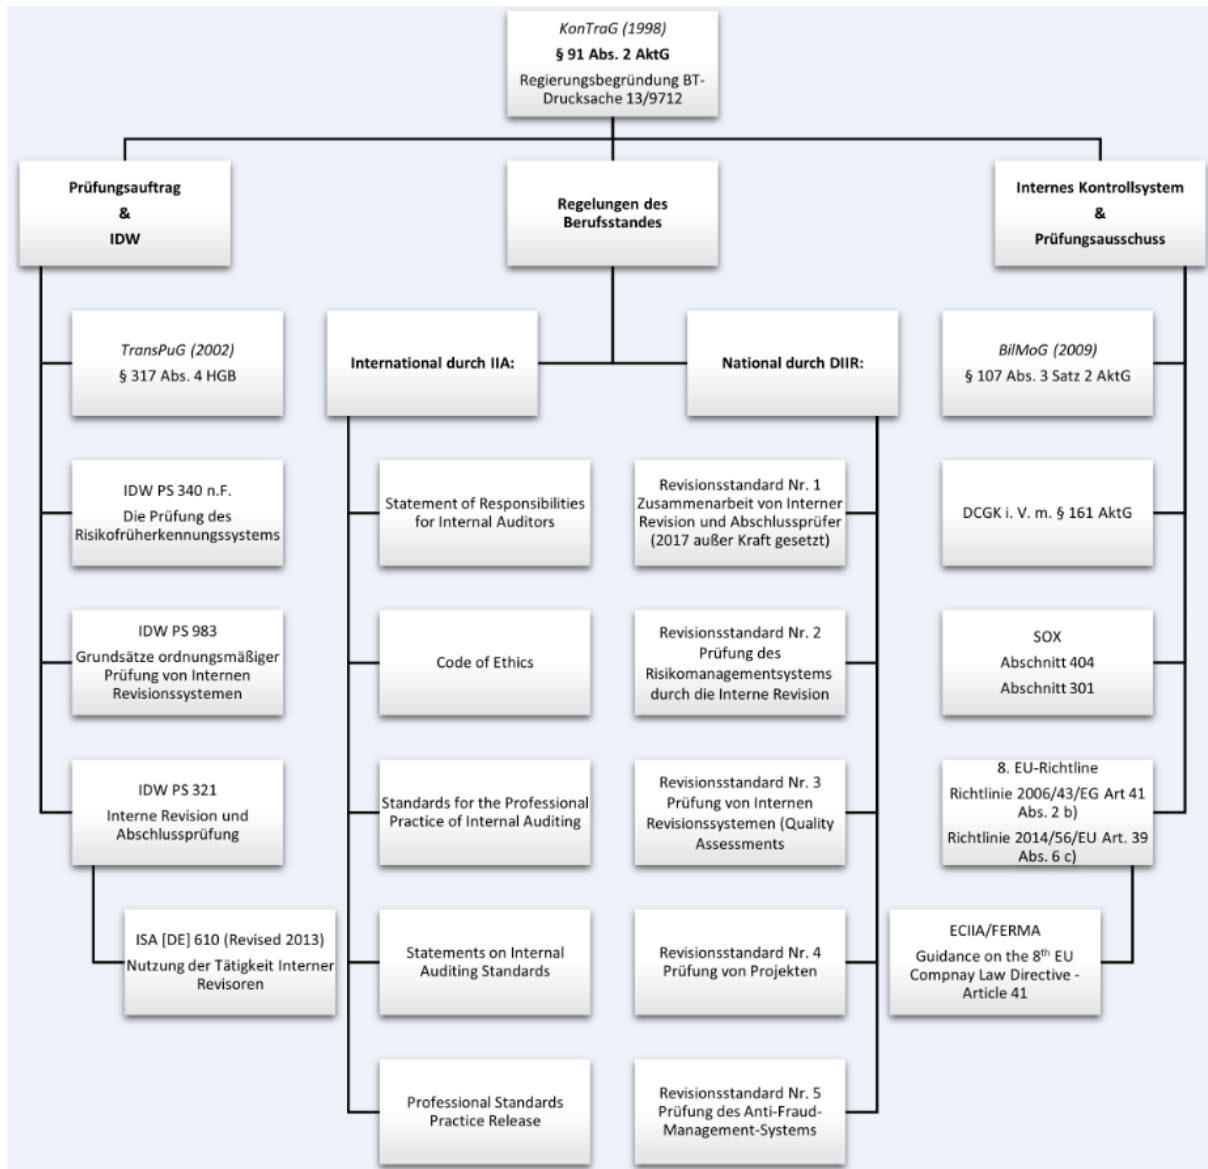 KonTraG (1998)
§ 91 Abs. 2 AktG
Regierungsbegründung BT-
Drucksache 13/9712
Prüfungsauftrag
&
IDW
Regelungen des
Berufsstandes
Internes Kontrollsystem
&
Prüfungsausschuss
TransPuG (2002)
§ 317 Abs. 4 HGB
International durch IIA:
National durch DIIR:
BilMoG (2009)
§ 107 Abs. 3 Satz 2 AktG
IDW PS 340 n.F.
Die Prüfung des
Risikofrüherkennungssystems
Statement of Responsibilities
for Internal Auditors
Revisionsstandard Nr. 1
Zusammenarbeit von Interner
Revision und Abschlussprüfer
(2017 außer Kraft gesetzt)
DCGK i. V. m. § 161 AktG
IDW PS 983
Grundsätze ordnungsmäßiger
Prüfung von Internen
Revisionssystemen
Code of Ethics
Revisionsstandard Nr. 2
Prüfung des
Risikomanagementsystems
durch die Interne Revision
SOX
Abschnitt 404
Abschnitt 301
IDW PS 321
Interne Revision und
Abschlussprüfung
Standards for the Professional
Practice of Internal Auditing
Revisionsstandard Nr. 3
Prüfung von Internen
Revisionssystemen (Quality
Assessments
8. EU-Richtline
Richtlinie 2006/43/EG Art 41
Abs. 2 b)
Richtlinie 2014/56/EU Art. 39
Abs. 6 c)
ISA [DE] 610 (Revised 2013)
Nutzung der Tätigkeit Interner
Revisoren
Statements on Internal
Auditing Standards
Revisionsstandard Nr. 4
Prüfung von Projekten
ECIIA/FERMA
Guidance on the 8th EU
Compnay Law Directive -
Article 41
Professional Standards
Practice Release
Revisionsstandard Nr. 5
Prüfung des Anti-Fraud-
Management-Systems